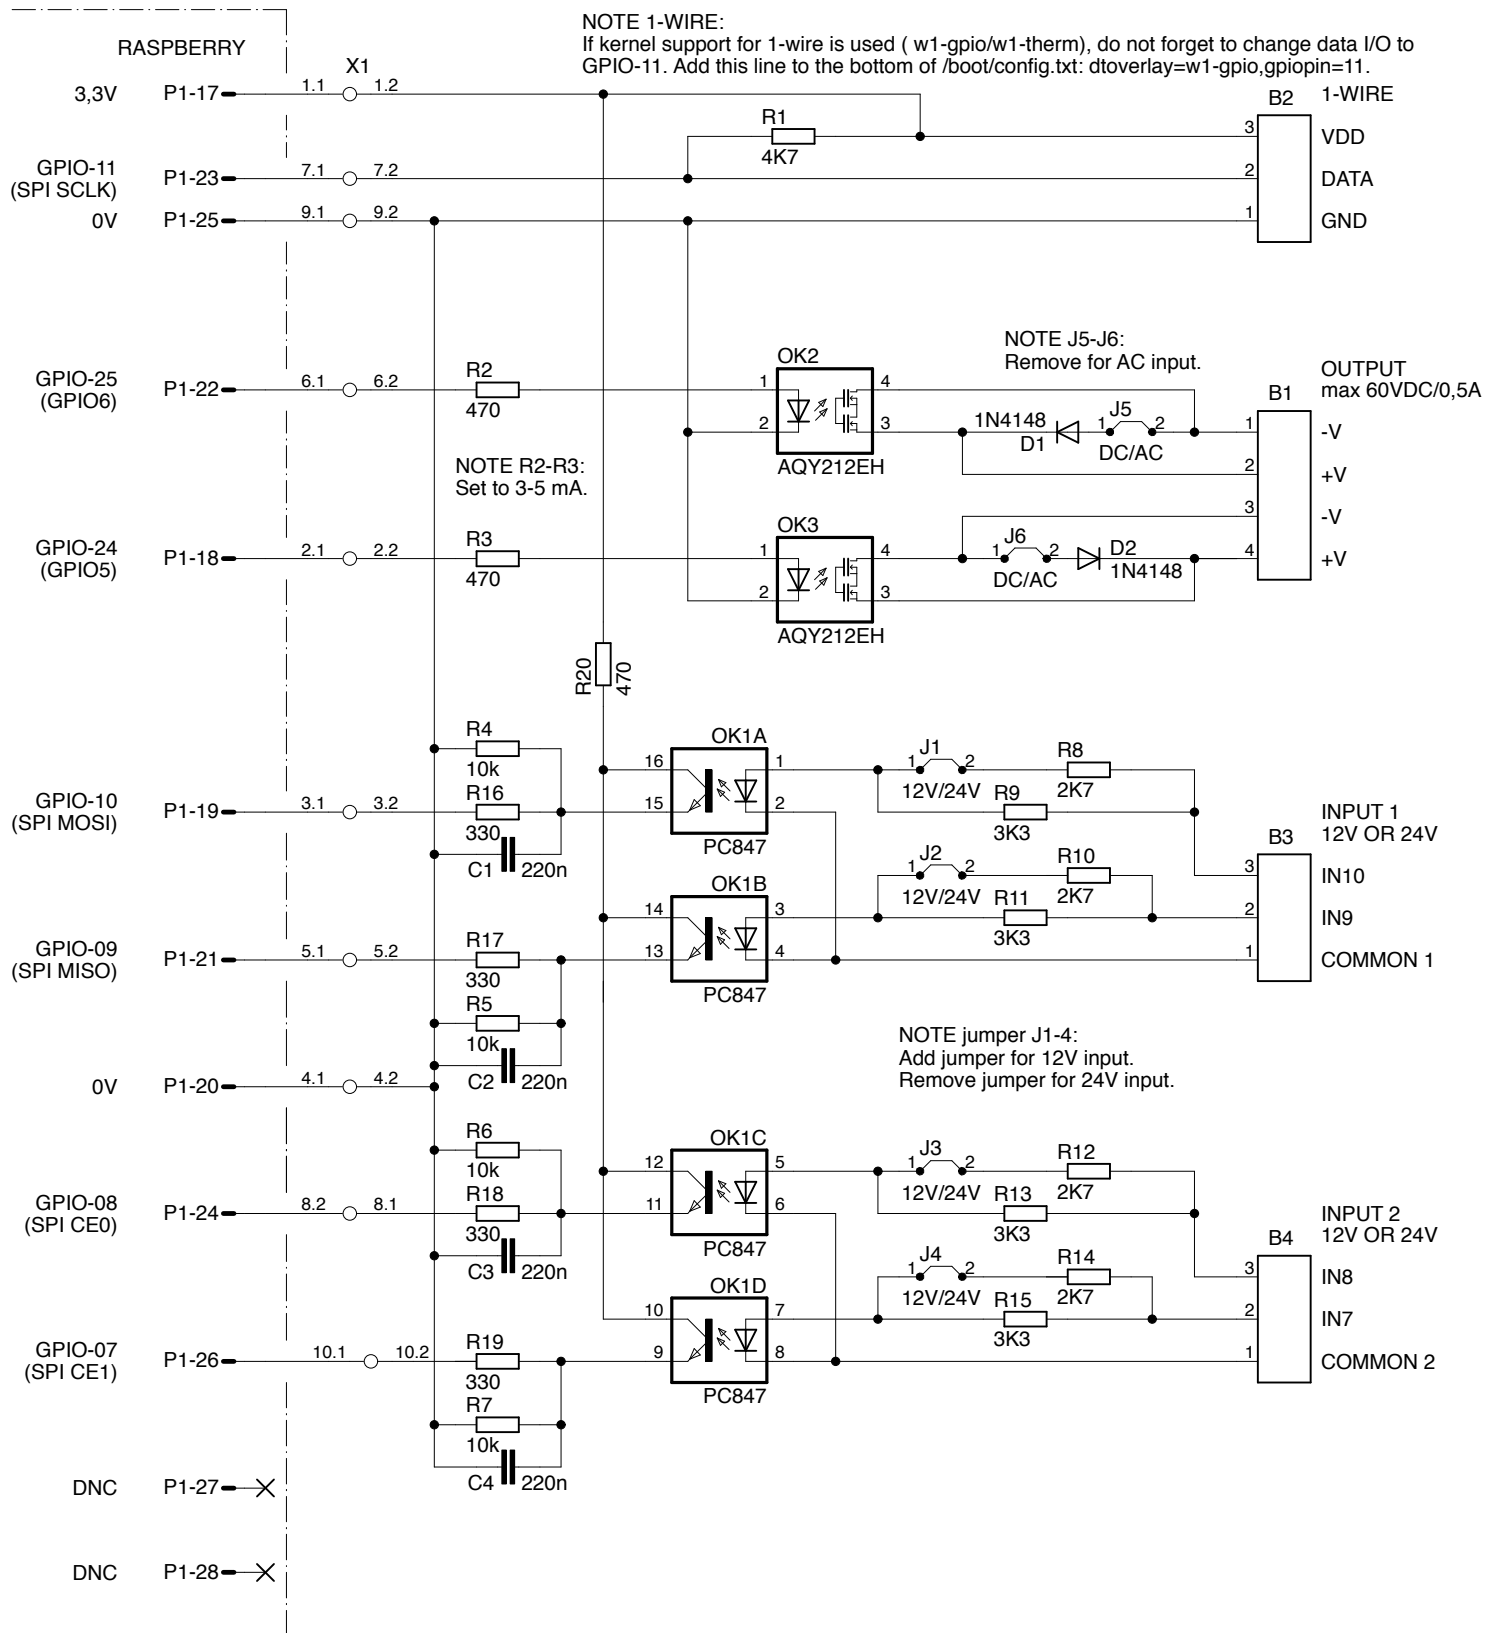 NOTE 1-WIRE:
If kernel support for 1-wire is used ( w1-gpio/w1-therm), do not forget to change data I/O to
GPIO-11. Add this line to the bottom of /boot/config.txt: dtoverlay=w1-gpio,gpiopin=11.
RASPBERRY
X1
3,3V P1-17 1.1 1.2
B2 1-WIRE
R1
4K7
3 VDD
GPIO-11
(SPI SCLK)
P1-23 7.1 7.2
2 DATA
0V P1-25 9.1 9.2
1 GND
NOTE J5-J6:
Remove for AC input.
GPIO-25
(GPIO6)
P1-22 6.1 6.2
R2
470
OK2
1 4
2 3
AQY212EH
1N4148
D1
1 J5 2
DC/AC
OUTPUT
max 60VDC/0,5A
B1
1 -V
2 +V
3 -V
4 +V
NOTE R2-R3:
Set to 3-5 mA.
GPIO-24
(GPIO5)
P1-18 2.1 2.2
R3
470
OK3
1 4
2 3
AQY212EH
1 J6 2
DC/AC
D2
1N4148
R20
470
R4
10k
GPIO-10
(SPI MOSI)
P1-19 3.1 3.2
R16
330
C1 220n
OK1A
16 1
15 2
PC847
1 J1 2
12V/24V
R8
2K7
R9
3K3
INPUT 1
12V OR 24V
B3
3 IN10
2 IN9
1 COMMON 1
OK1B
14 3
13 4
PC847
1 J2 2
12V/24V
R10
2K7
R11
3K3
GPIO-09
(SPI MISO)
P1-21 5.1 5.2
R17
330
R5
10k
C2 220n
NOTE jumper J1-4:
Add jumper for 12V input.
Remove jumper for 24V input.
0V P1-20 4.1 4.2
R6
10k
GPIO-08
(SPI CE0)
P1-24 8.2 8.1
R18
330
C3 220n
OK1C
12 5
11 6
PC847
1 J3 2
12V/24V
R12
2K7
R13
3K3
INPUT 2
12V OR 24V
B4
3 IN8
2 IN7
1 COMMON 2
OK1D
10 7
9 8
PC847
1 J4 2
12V/24V
R14
2K7
R15
3K3
GPIO-07
(SPI CE1)
P1-26 10.1 10.2
R19
330
R7
10k
C4 220n
DNC P1-27
DNC P1-28